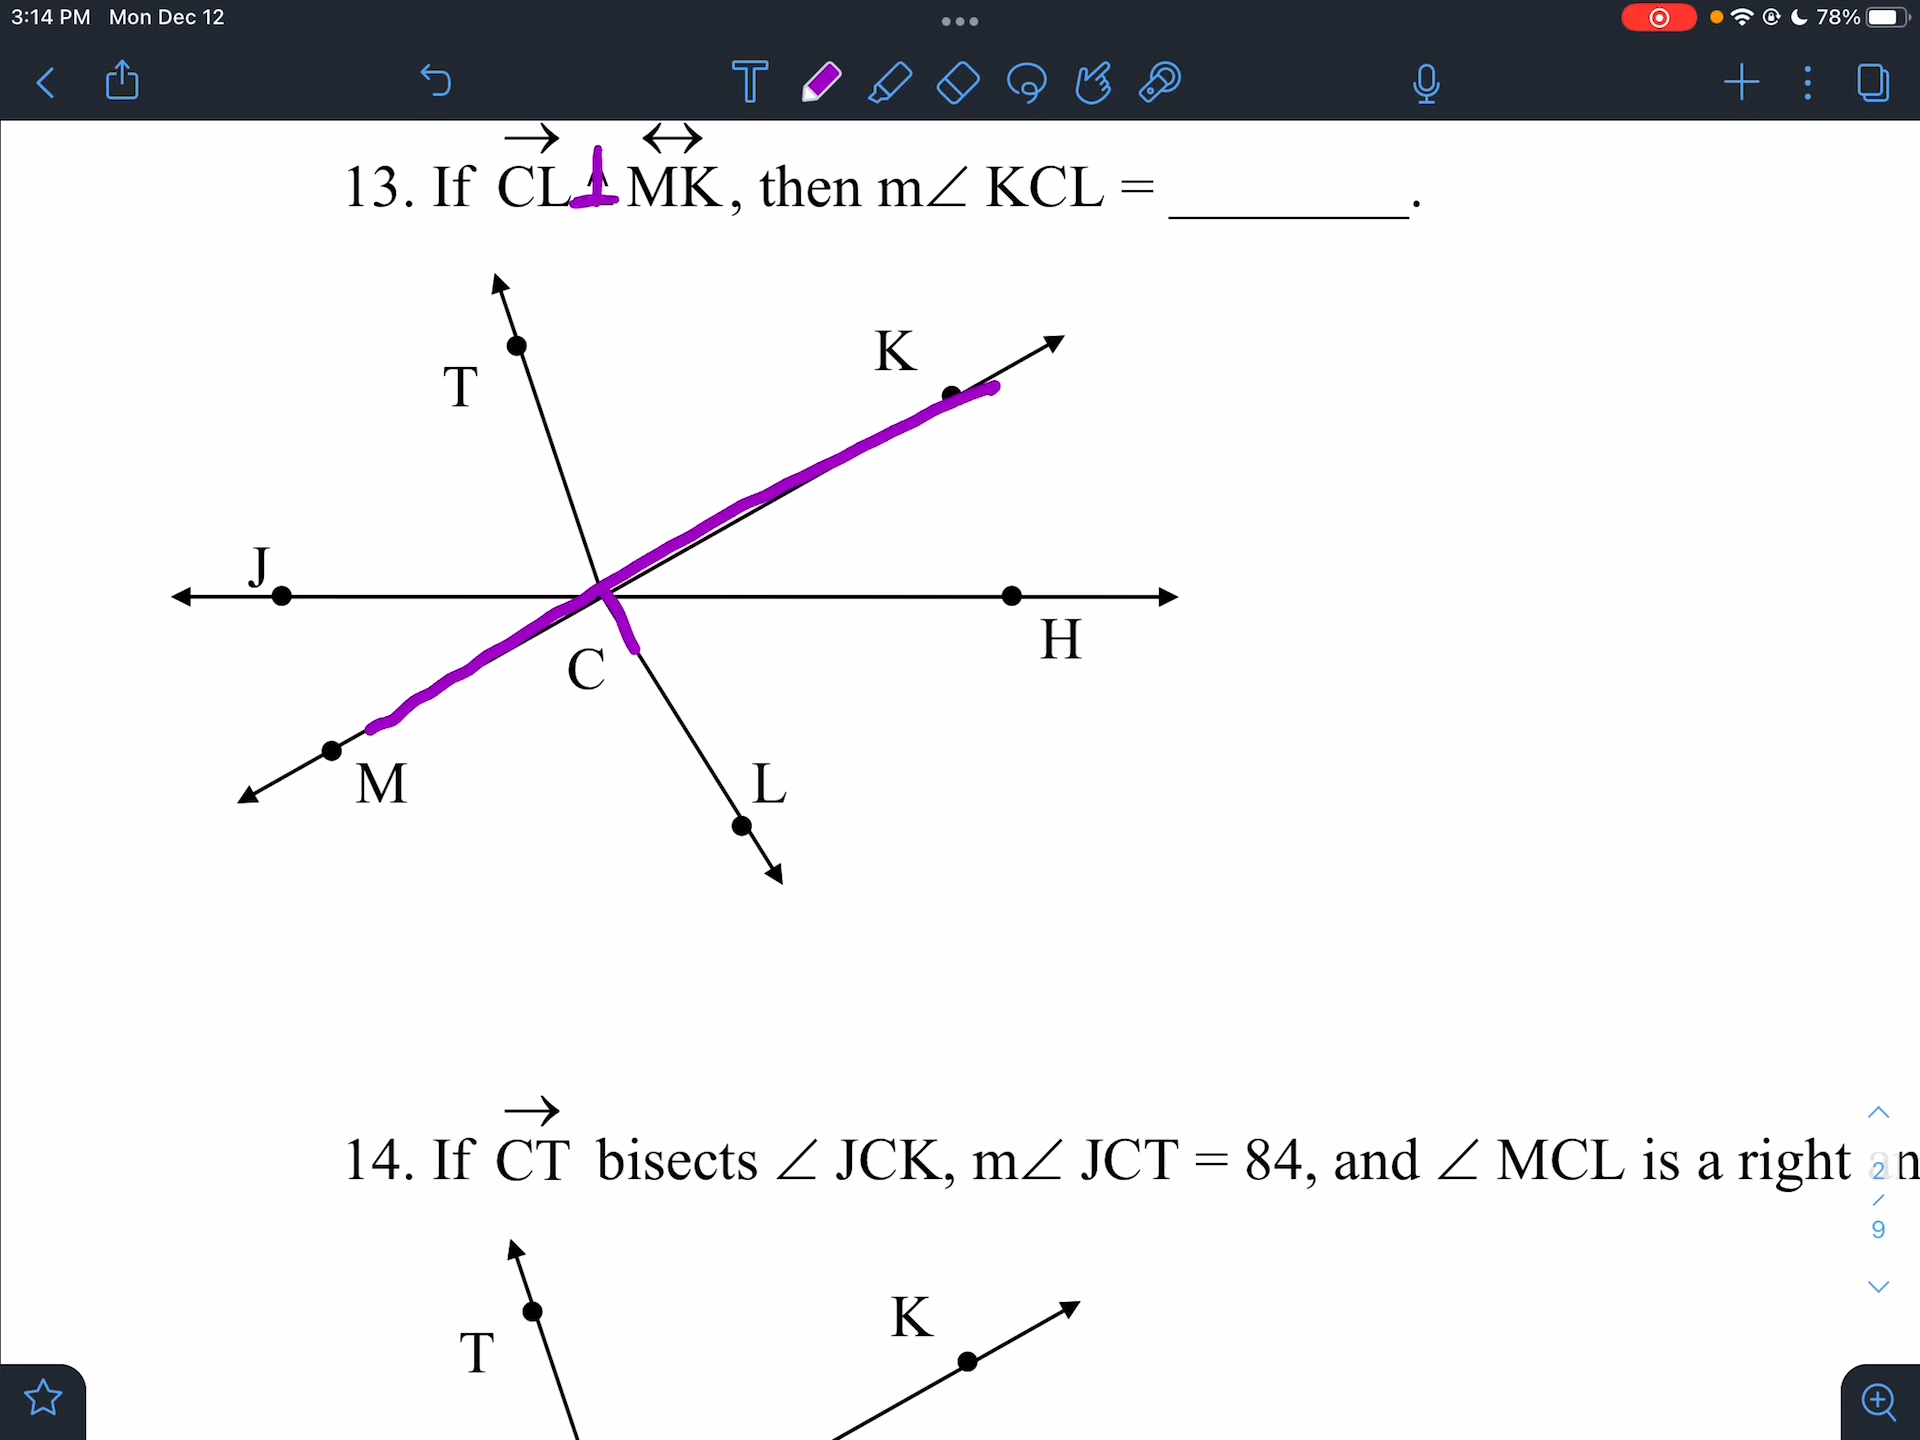 3:14 PM Mon Dec 12
78%
13. If CL ⊥ MK, then m∠ KCL = ________.
T
K
J
C
H
M
L
14. If CT bisects ∠ JCK, m∠ JCT = 84, and ∠ MCL is a right an
2
/
9
T
K